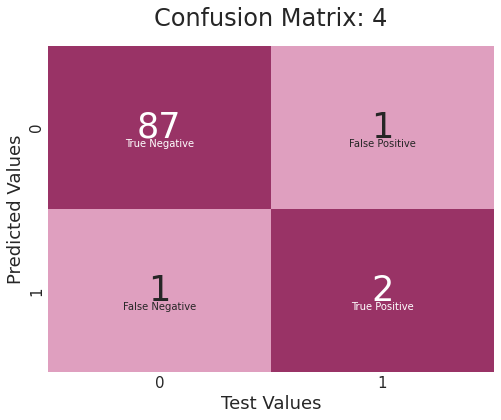 Confusion Matrix: 4
Predicted Values
0
87
True Negative
1
False Positive
1
1
False Negative
2
True Positive
0
1
Test Values